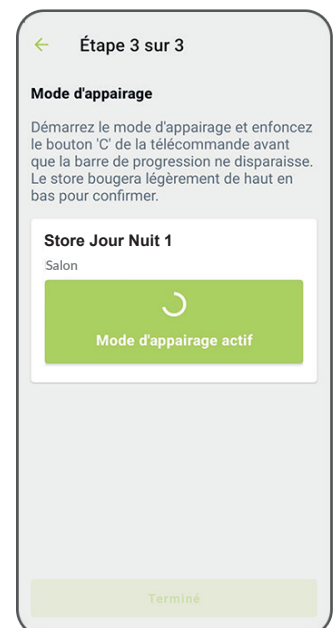 Étape 3 sur 3
Mode d'appairage
Démarrez le mode d'appairage et enfoncez
le bouton 'C' de la télécommande avant
que la barre de progression ne disparaisse.
Le store bougera légèrement de haut en
bas pour confirmer.
Store Jour Nuit 1
Salon
Mode d'appairage actif
Terminé